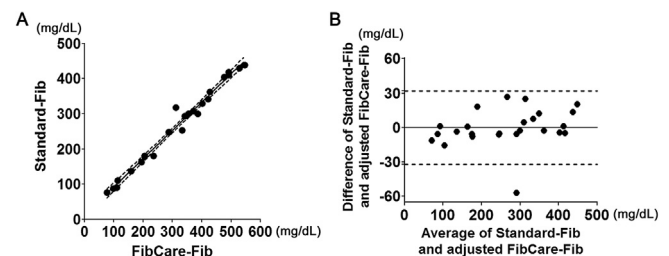 A
(mg/dL)
500
400
300
200
100
0
0 100 200 300 400 500 600 (mg/dL)
Standard-Fib
FibCare-Fib
B
(mg/dL)
60
30
0
-30
-60
0 100 200 300 400 500 (mg/dL)
Difference of Standard-Fib
and adjusted FibCare-Fib
Average of Standard-Fib
and adjusted FibCare-Fib